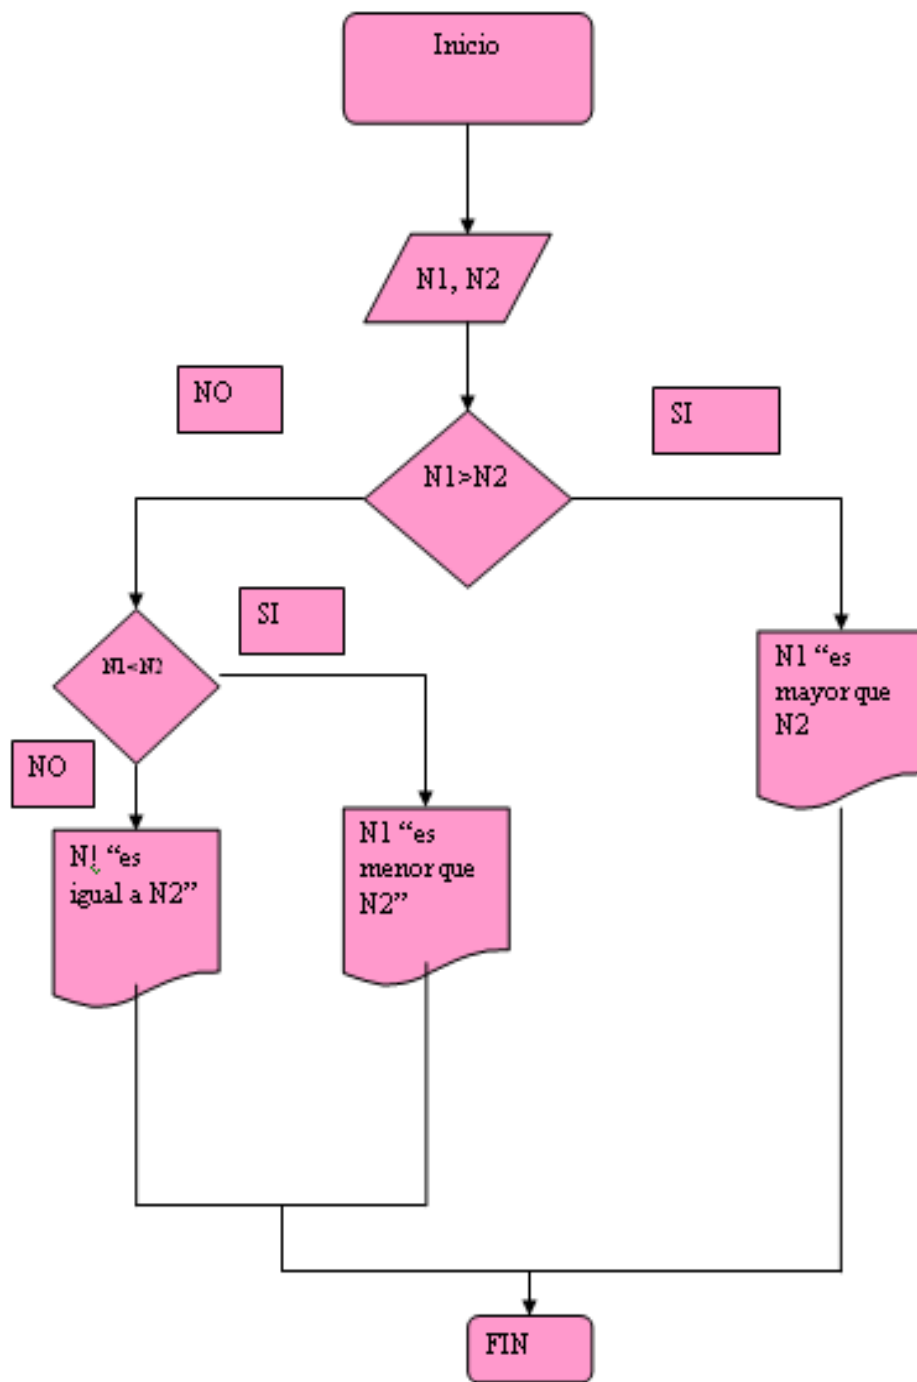 Inicio
N1, N2
NO
SI
N1>N2
SI
N1<N2
N1 “es
mayor que
N2
NO
N! “es
igual a N2”
N1 “es
menor que
N2”
FIN